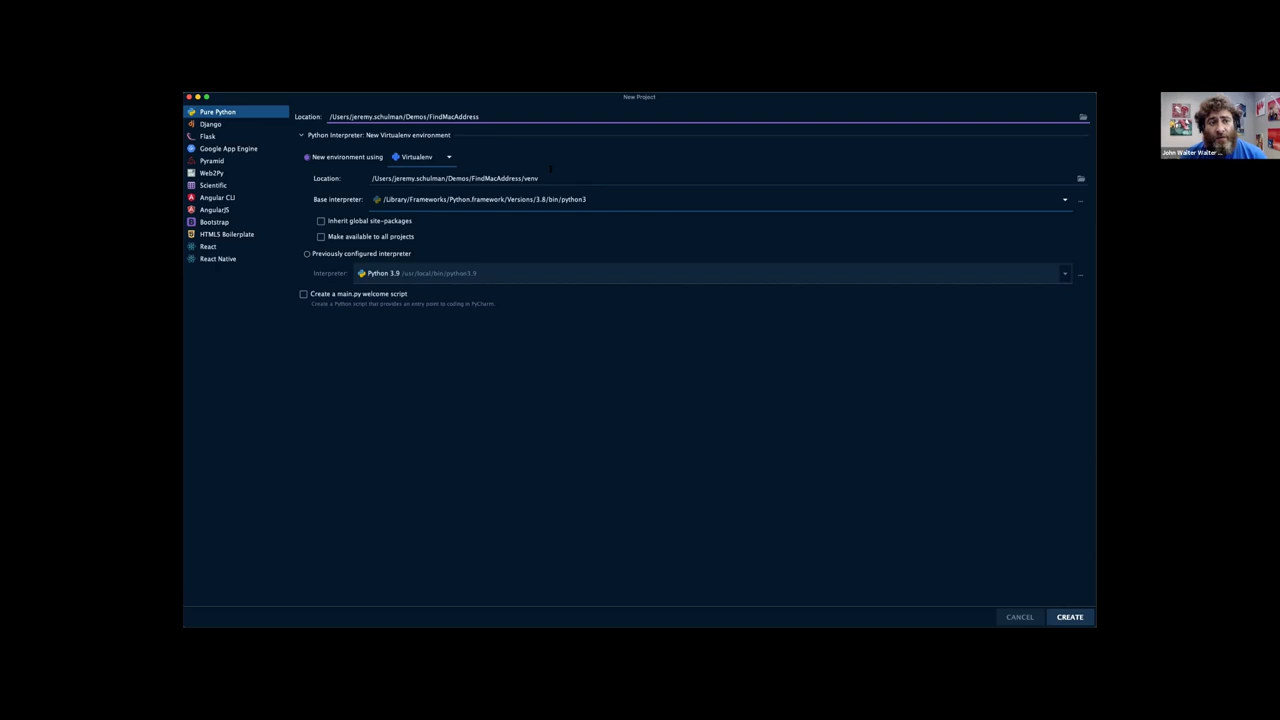 New Project
Pure Python
Django
Flask
Google App Engine
Pyramid
Web2Py
Scientific
Angular CLI
AngularJS
Bootstrap
HTML5 Boilerplate
React
React Native
Location: /Users/jeremy.schulman/Demos/FindMacAddress
Python Interpreter: New Virtualenv environment
New environment using Virtualenv
Location: /Users/jeremy.schulman/Demos/FindMacAddress/venv
Base interpreter: /Library/Frameworks/Python.framework/Versions/3.8/bin/python3
Inherit global site-packages
Make available to all projects
Previously configured interpreter
Interpreter: Python 3.9 /usr/local/bin/python3.9
Create a main.py welcome script
Create a Python script that provides an entry point to coding in PyCharm.
CANCEL CREATE
John Walter Walter ...